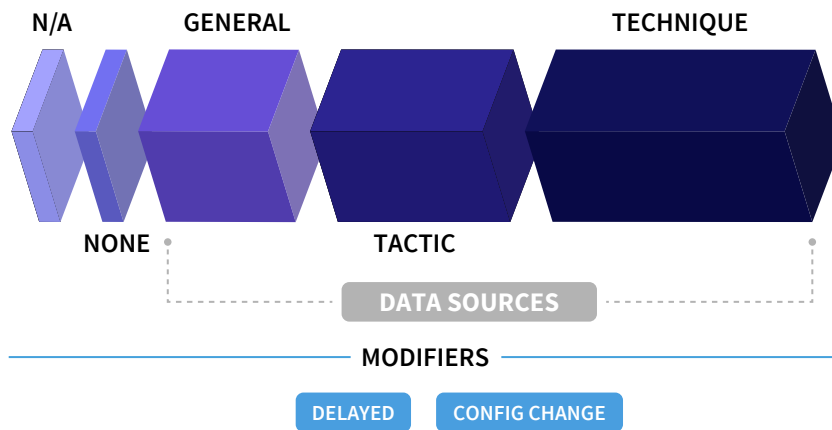 N/A
GENERAL
TECHNIQUE
NONE
TACTIC
DATA SOURCES
MODIFIERS
DELAYED
CONFIG CHANGE